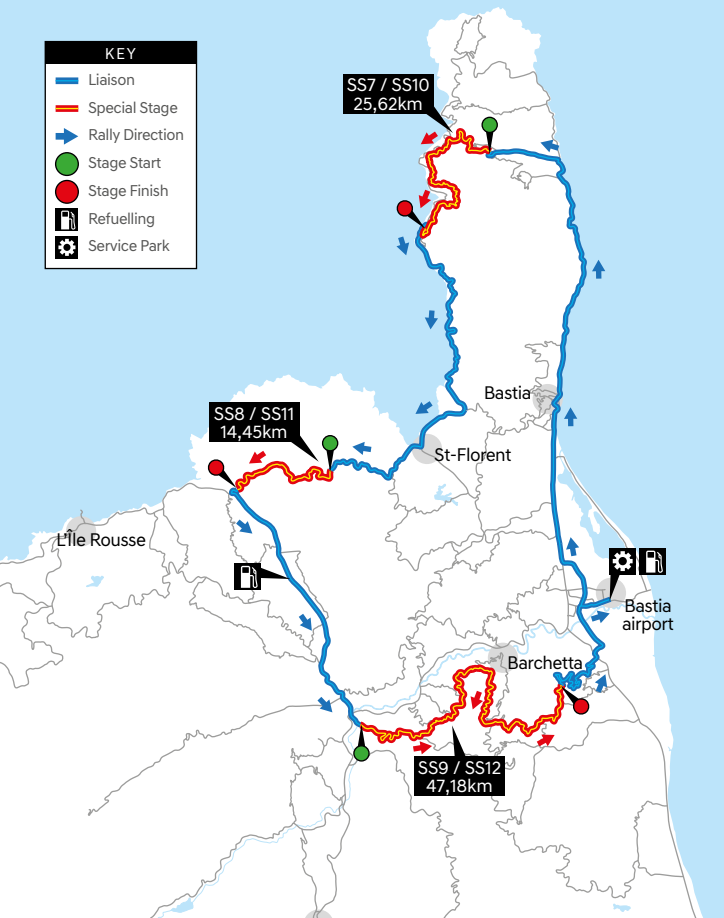 KEY
Liaison
Special Stage
Rally Direction
Stage Start
Stage Finish
Refuelling
Service Park
SS7 / SS10
25,62km
Bastia
SS8 / SS11
14,45km
St-Florent
L'Île Rousse
Bastia
airport
Barchetta
SS9 / SS12
47,18km